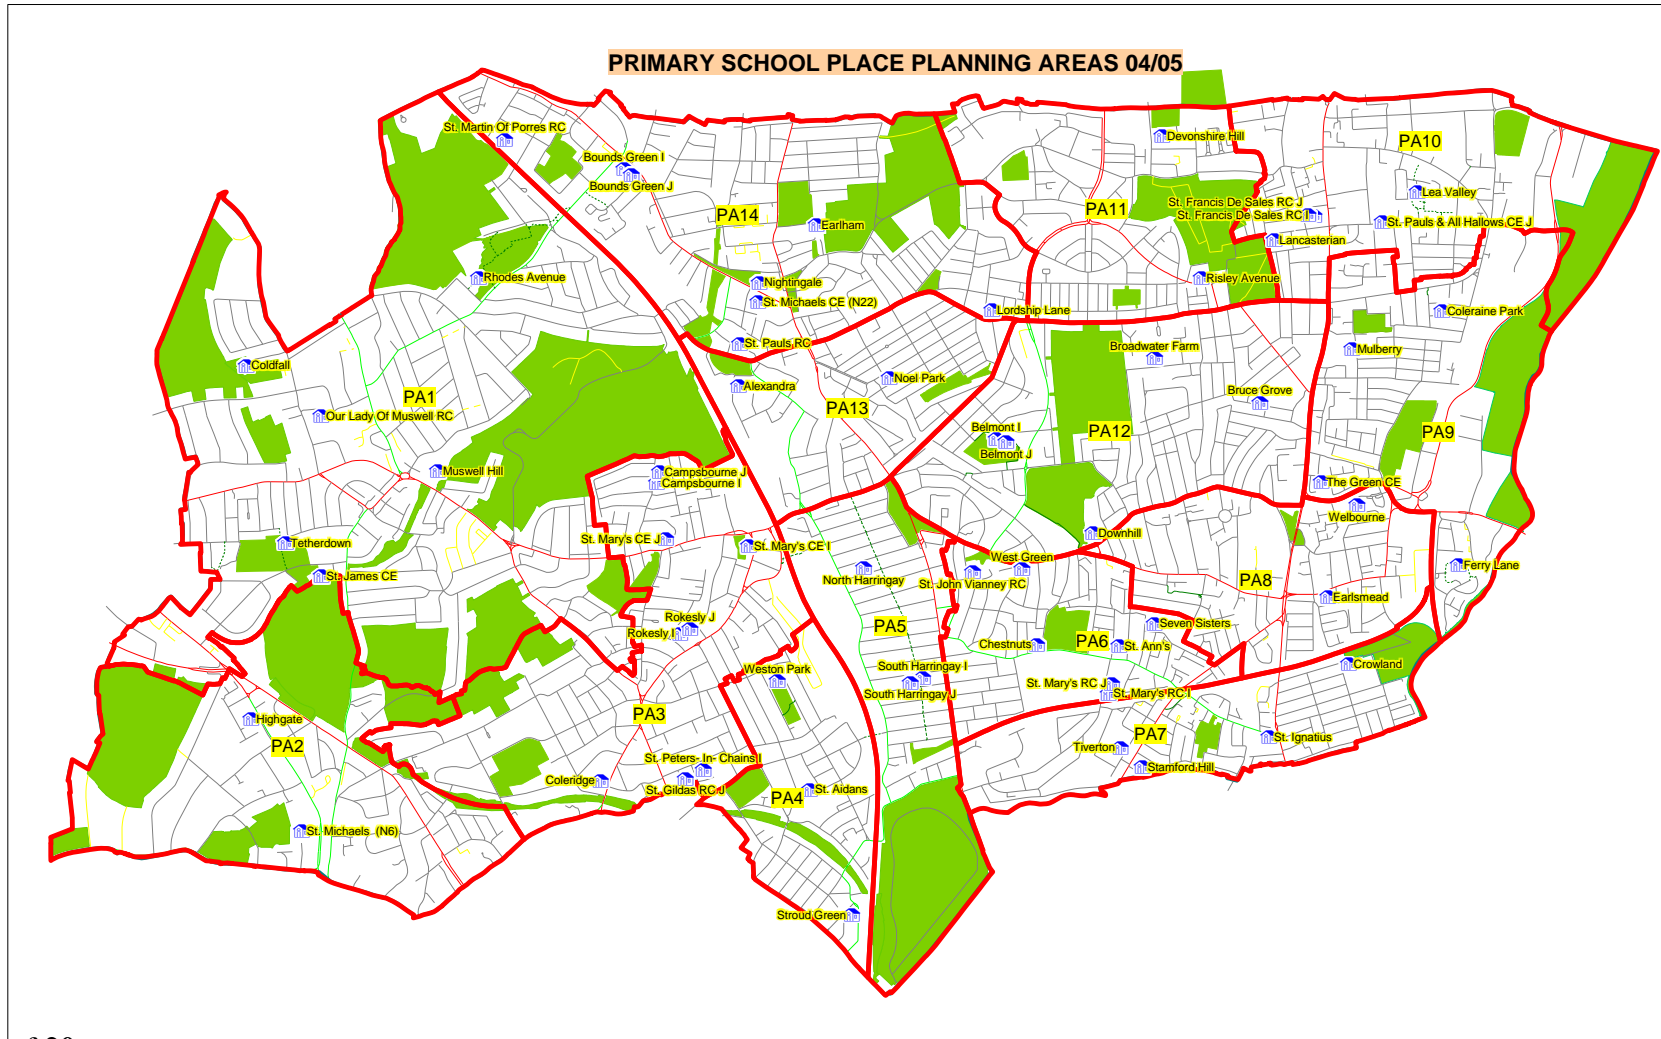 PRIMARY SCHOOL PLACE PLANNING AREAS 04/05
St. Martin Of Porres RC
Devonshire Hill
PA10
Bounds Green I
Bounds Green J
Lea Valley
St. Francis De Sales RC J
St. Francis De Sales RC I
PA11
PA14
St. Pauls & All Hallows CE J
Earlham
Lancasterian
Rhodes Avenue
Risley Avenue
Nightingale
St. Michaels CE (N22)
Lordship Lane
Coleraine Park
St. Pauls RC
Broadwater Farm
Mulberry
Coldfall
Noel Park
Alexandra
Bruce Grove
PA1
PA13
Our Lady Of Muswell RC
Belmont I
PA12
PA9
Belmont J
Muswell Hill
Campsbourne J
Campsbourne I
The Green CE
Welbourne
Downhill
St. Mary's CE J
St. Mary's CE I
Tetherdown
West Green
Ferry Lane
St. James CE
North Harringay
St. John Vianney RC
PA8
Earlsmead
Rokesly J
Rokesly I
PA5
Seven Sisters
Chestnuts
PA6
St. Ann's
Weston Park
South Harringay I
Crowland
St. Mary's RC J
South Harringay J
St. Mary's RC I
PA3
Highgate
PA2
PA7
St. Ignatius
Tiverton
St. Peters- In- Chains I
Stamford Hill
Coleridge
St. Gildas RC J
PA4
St. Aidans
St. Michaels (N6)
Stroud Green